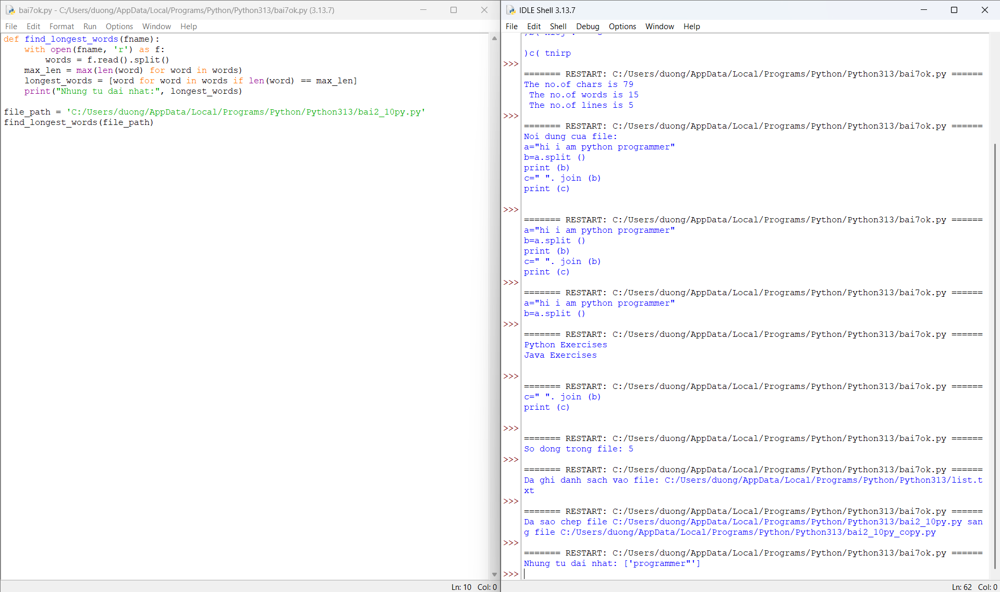 bai7ok.py - C:/Users/duong/AppData/Local/Programs/Python/Python313/bai7ok.py (3.13.7)
File Edit Format Run Options Window Help
def find_longest_words(fname):
    with open(fname, 'r') as f:
        words = f.read().split()
    max_len = max(len(word) for word in words)
    longest_words = [word for word in words if len(word) == max_len]
    print("Nhung tu dai nhat:", longest_words)
file_path = 'C:/Users/duong/AppData/Local/Programs/Python/Python313/bai2_10py.py'
find_longest_words(file_path)
Ln: 10 Col: 0
IDLE Shell 3.13.7
File Edit Shell Debug Options Window Help
)c( tnirp
>>>
======= RESTART: C:/Users/duong/AppData/Local/Programs/Python/Python313/bai7ok.py ======
The no.of chars is 79
 The no.of words is 15
 The no.of lines is 5
>>>
======= RESTART: C:/Users/duong/AppData/Local/Programs/Python/Python313/bai7ok.py ======
Noi dung cua file:
a="hi i am python programmer"
b=a.split ()
print (b)
c=" ". join (b)
print (c)
>>>
======= RESTART: C:/Users/duong/AppData/Local/Programs/Python/Python313/bai7ok.py ======
a="hi i am python programmer"
b=a.split ()
print (b)
c=" ". join (b)
print (c)
>>>
======= RESTART: C:/Users/duong/AppData/Local/Programs/Python/Python313/bai7ok.py ======
a="hi i am python programmer"
b=a.split ()
>>>
======= RESTART: C:/Users/duong/AppData/Local/Programs/Python/Python313/bai7ok.py ======
Python Exercises
Java Exercises
>>>
======= RESTART: C:/Users/duong/AppData/Local/Programs/Python/Python313/bai7ok.py ======
c=" ". join (b)
print (c)
>>>
======= RESTART: C:/Users/duong/AppData/Local/Programs/Python/Python313/bai7ok.py ======
So dong trong file: 5
>>>
======= RESTART: C:/Users/duong/AppData/Local/Programs/Python/Python313/bai7ok.py ======
Da ghi danh sach vao file: C:/Users/duong/AppData/Local/Programs/Python/Python313/list.t
xt
>>>
======= RESTART: C:/Users/duong/AppData/Local/Programs/Python/Python313/bai7ok.py ======
Da sao chep file C:/Users/duong/AppData/Local/Programs/Python/Python313/bai2_10py.py san
g file C:/Users/duong/AppData/Local/Programs/Python/Python313/bai2_10py_copy.py
>>>
======= RESTART: C:/Users/duong/AppData/Local/Programs/Python/Python313/bai7ok.py ======
Nhung tu dai nhat: ['programmer"']
>>>
Ln: 62 Col: 0